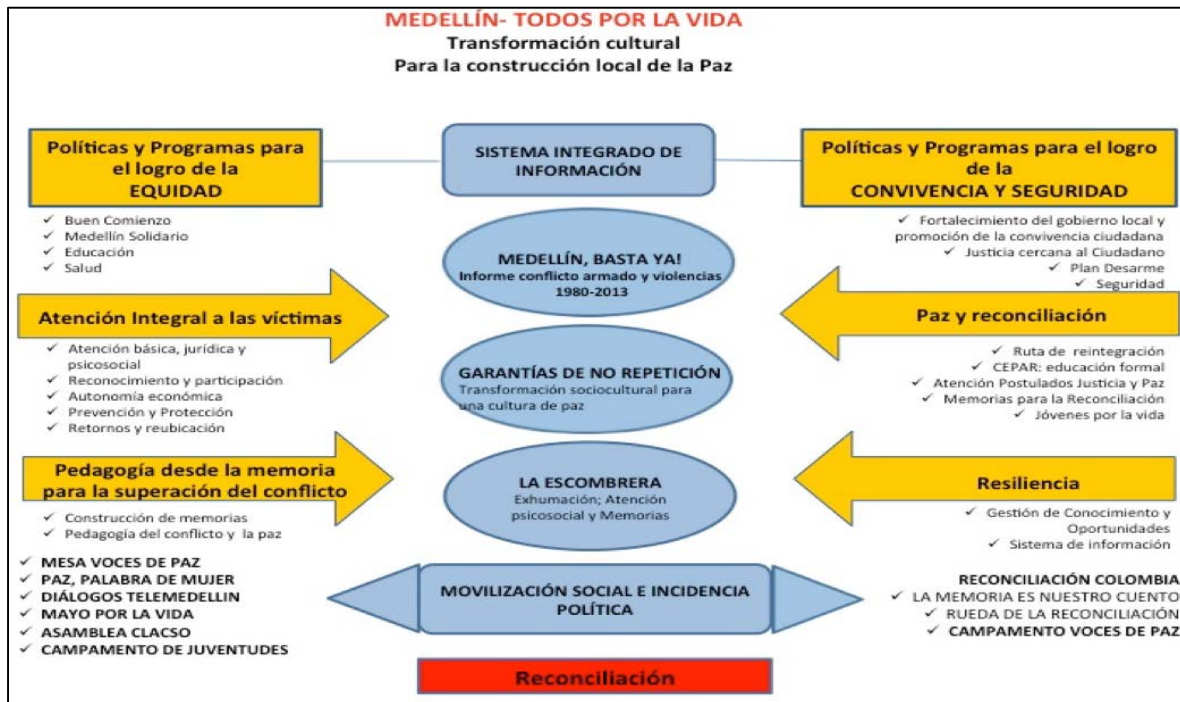 MEDELLÍN- TODOS POR LA VIDA
Transformación cultural
Para la construcción local de la Paz
Políticas y Programas para
el logro de la
EQUIDAD
✓ Buen Comienzo
✓ Medellín Solidario
✓ Educación
✓ Salud
Atención Integral a las víctimas
✓ Atención básica, jurídica y
psicosocial
✓ Reconocimiento y participación
✓ Autonomía económica
✓ Prevención y Protección
✓ Retornos y reubicación
Pedagogía desde la memoria
para la superación del conflicto
✓ Construcción de memorias
✓ Pedagogía del conflicto y la paz
✓ MESA VOCES DE PAZ
✓ PAZ, PALABRA DE MUJER
✓ DIÁLOGOS TELEMEDELLIN
✓ MAYO POR LA VIDA
✓ ASAMBLEA CLACSO
✓ CAMPAMENTO DE JUVENTUDES
SISTEMA INTEGRADO DE
INFORMACIÓN
MEDELLÍN, BASTA YA!
Informe conflicto armado y violencias
1980-2013
GARANTÍAS DE NO REPETICIÓN
Transformación sociocultural para
una cultura de paz
LA ESCOMBRERA
Exhumación; Atención
psicosocial y Memorias
MOVILIZACIÓN SOCIAL E INCIDENCIA
POLÍTICA
Reconciliación
Políticas y Programas para el logro
de la
CONVIVENCIA Y SEGURIDAD
✓ Fortalecimiento del gobierno local y
promoción de la convivencia ciudadana
✓ Justicia cercana al Ciudadano
✓ Plan Desarme
✓ Seguridad
Paz y reconciliación
✓ Ruta de reintegración
✓ CEPAR: educación formal
✓ Atención Postulados Justicia y Paz
✓ Memorias para la Reconciliación
✓ Jóvenes por la vida
Resiliencia
✓ Gestión de Conocimiento y
Oportunidades
✓ Sistema de información
RECONCILIACIÓN COLOMBIA
✓ LA MEMORIA ES NUESTRO CUENTO
✓ RUEDA DE LA RECONCILIACIÓN
✓ CAMPAMENTO VOCES DE PAZ